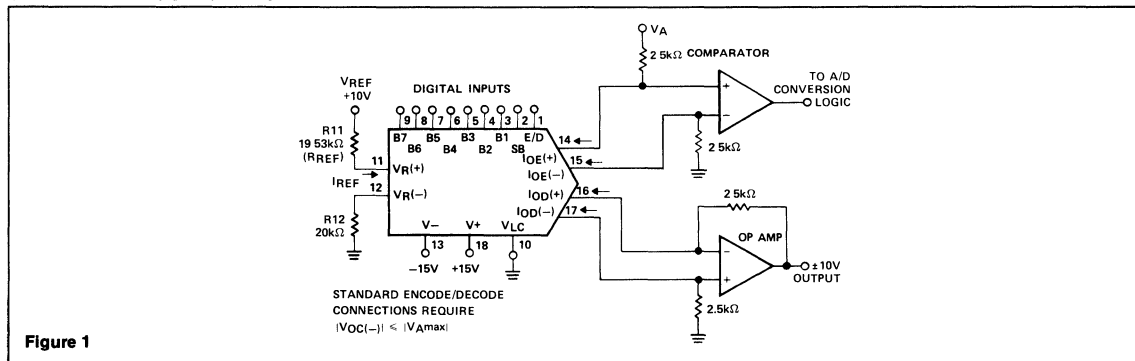 VA
2 5kΩ COMPARATOR
TO A/D
CONVERSION
LOGIC
+
−
2 5kΩ
VREF
+10V
DIGITAL INPUTS
9 8 7 6 5 4 3 2 1
B7 B5 B3 B1 E/D
B6 B4 B2 SB
R11
19 53kΩ
(RREF)
11
VR(+)
IREF
12
VR(−)
R12
20kΩ
14
IOE(+)
15
IOE(−)
IOD(+) 16
IOD(−) 17
V− V+ VLC
13 18 10
−15V +15V
2 5kΩ
OP AMP
−
+
±10V
OUTPUT
2.5kΩ
STANDARD ENCODE/DECODE
CONNECTIONS REQUIRE
|VOC(−)| ≤ |VAmax|
Figure 1